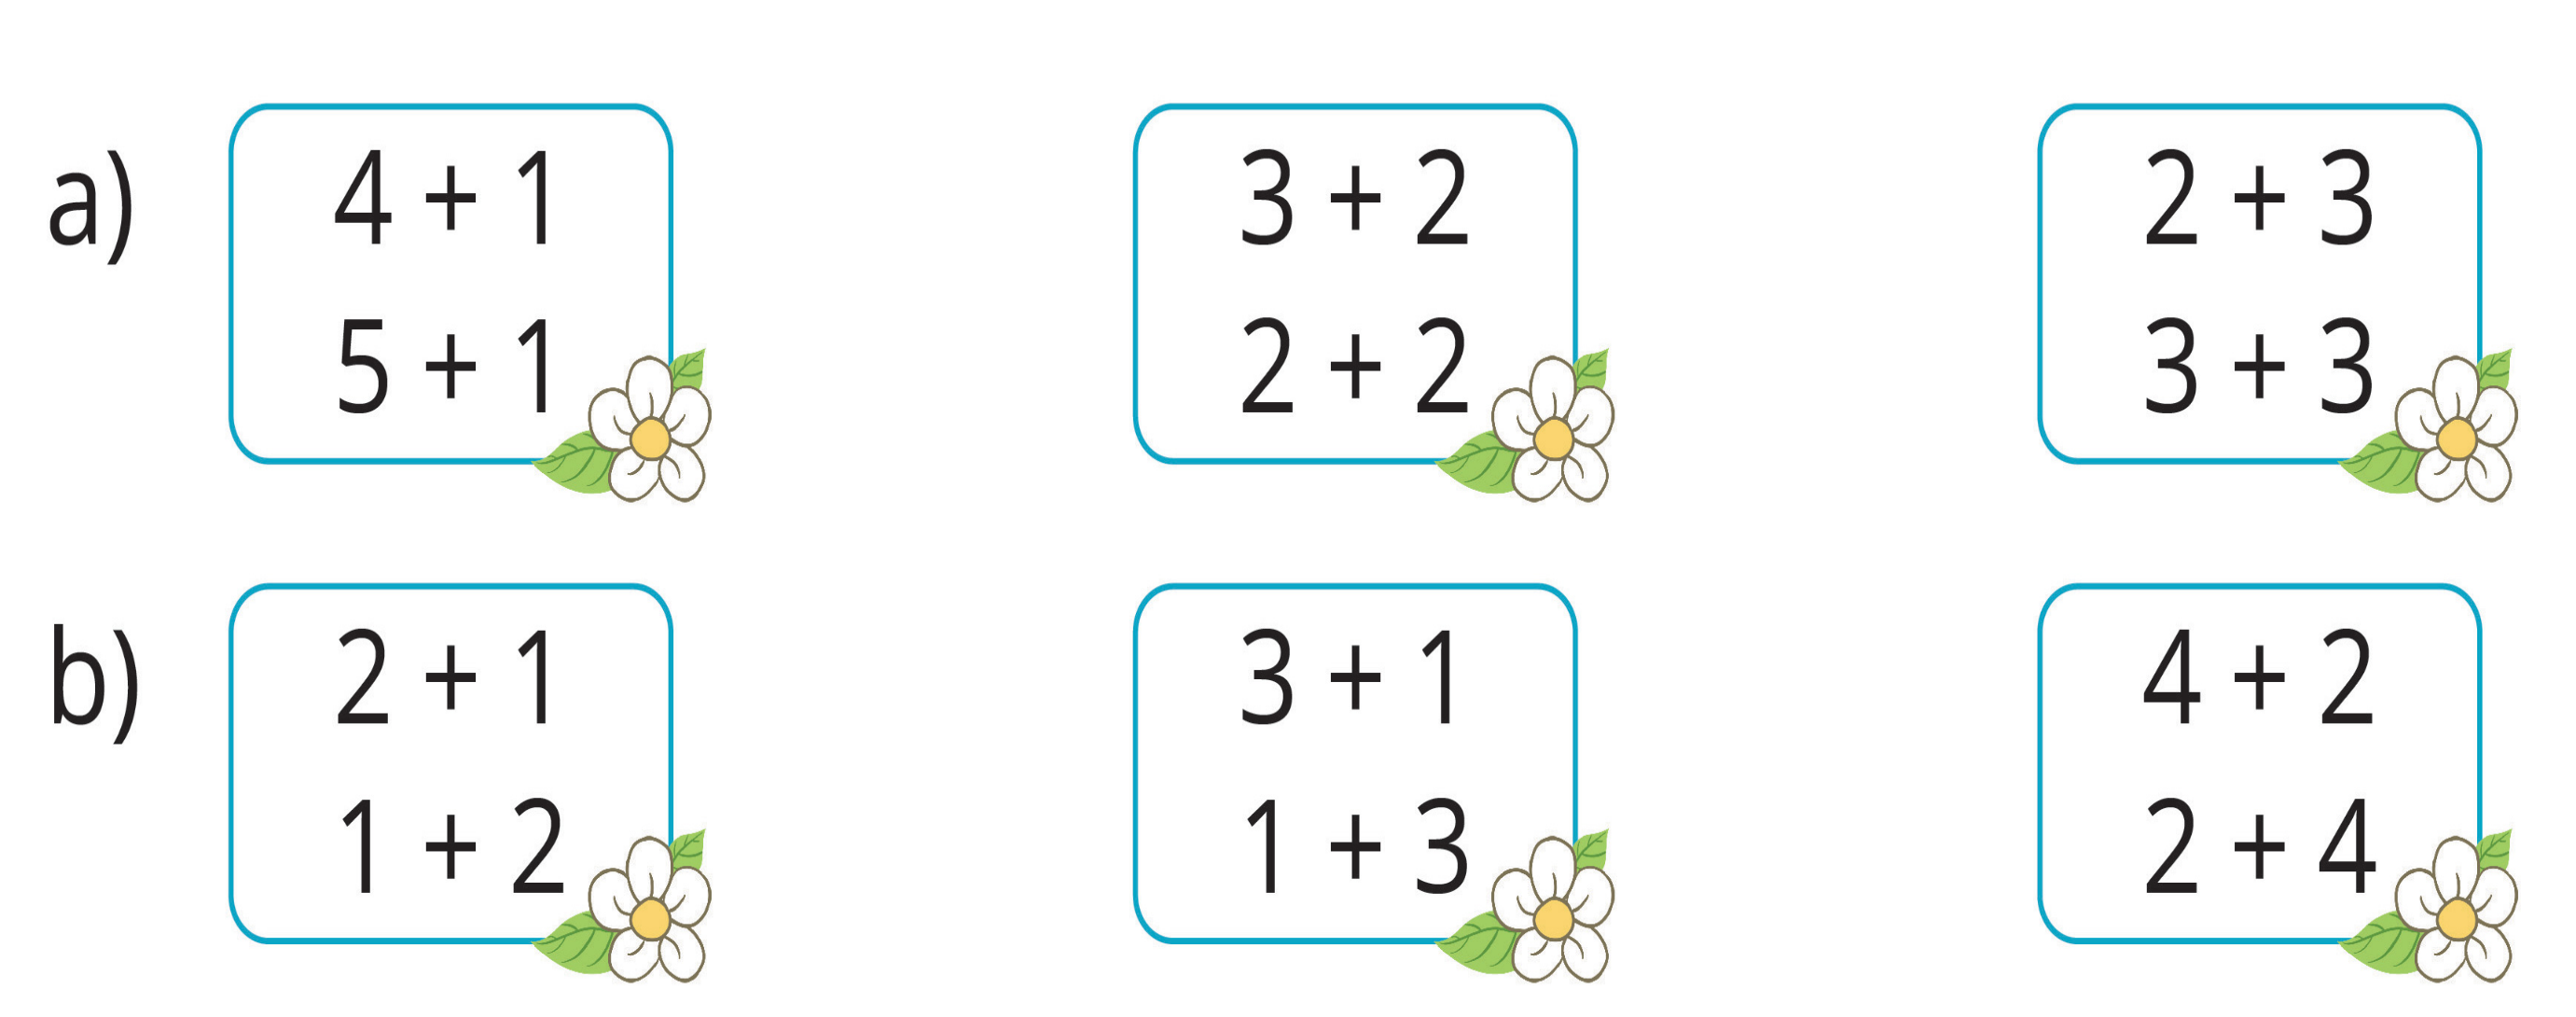 a) 4 + 1 3 + 2 2 + 3
5 + 1 2 + 2 3 + 3
b) 2 + 1 3 + 1 4 + 2
1 + 2 1 + 3 2 + 4